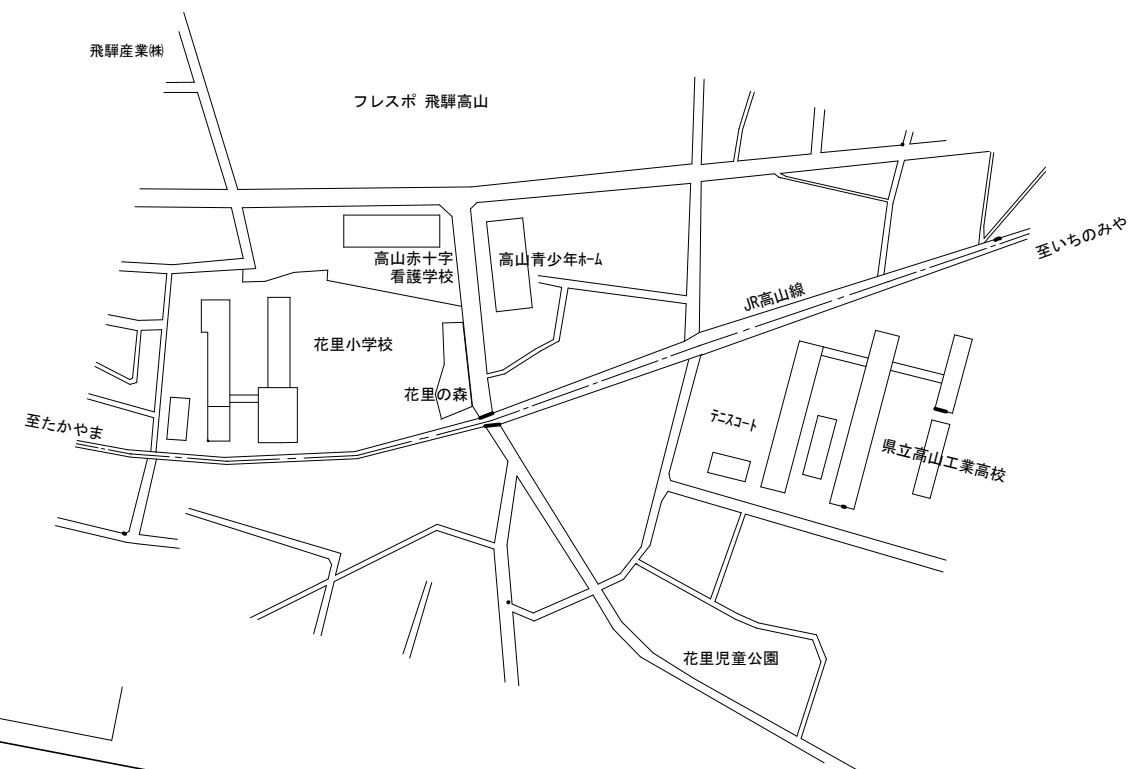 飛騨産業㈱
フレスポ 飛騨高山
高山赤十字
看護学校
高山青少年ﾎｰﾑ
至いちのみや
JR高山線
花里小学校
花里の森
至たかやま
ﾃﾆｽｺｰﾄ
県立高山工業高校
花里児童公園